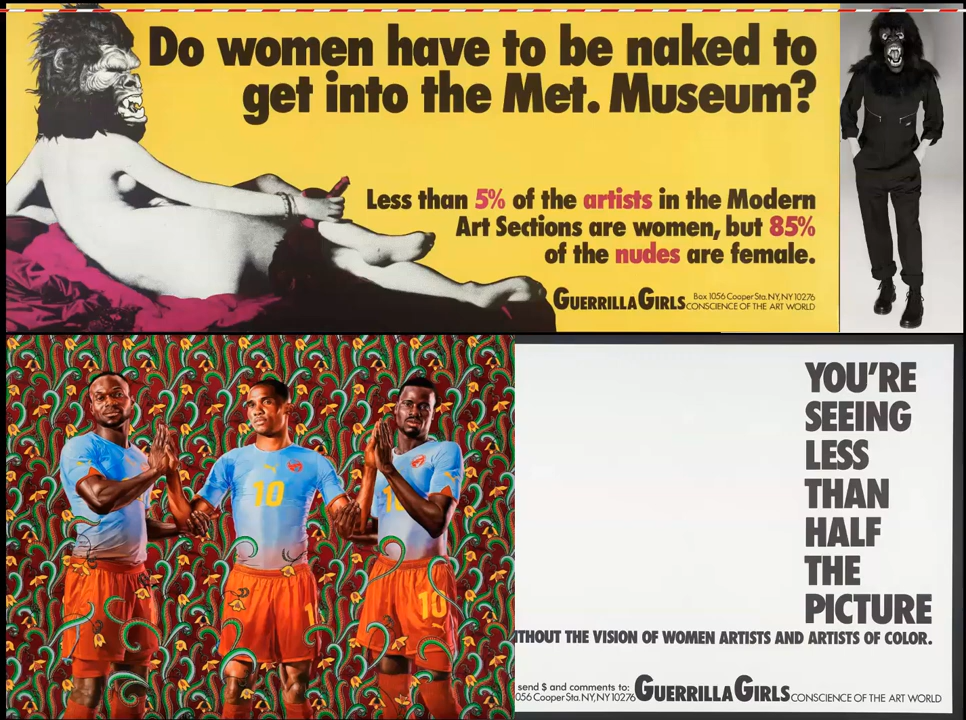 Do women have to be naked to
get into the Met. Museum?
Less than 5% of the artists in the Modern
Art Sections are women, but 85%
of the nudes are female.
GUERRILLA GIRLS
Box 1056 Cooper Sta. NY, NY 10276
CONSCIENCE OF THE ART WORLD
10
10
1
10
YOU'RE
SEEING
LESS
THAN
HALF
THE
PICTURE
THOUT THE VISION OF WOMEN ARTISTS AND ARTISTS OF COLOR.
send $ and comments to:
056 Cooper Sta. NY, NY 10276 GUERRILLA GIRLS CONSCIENCE OF THE ART WORLD